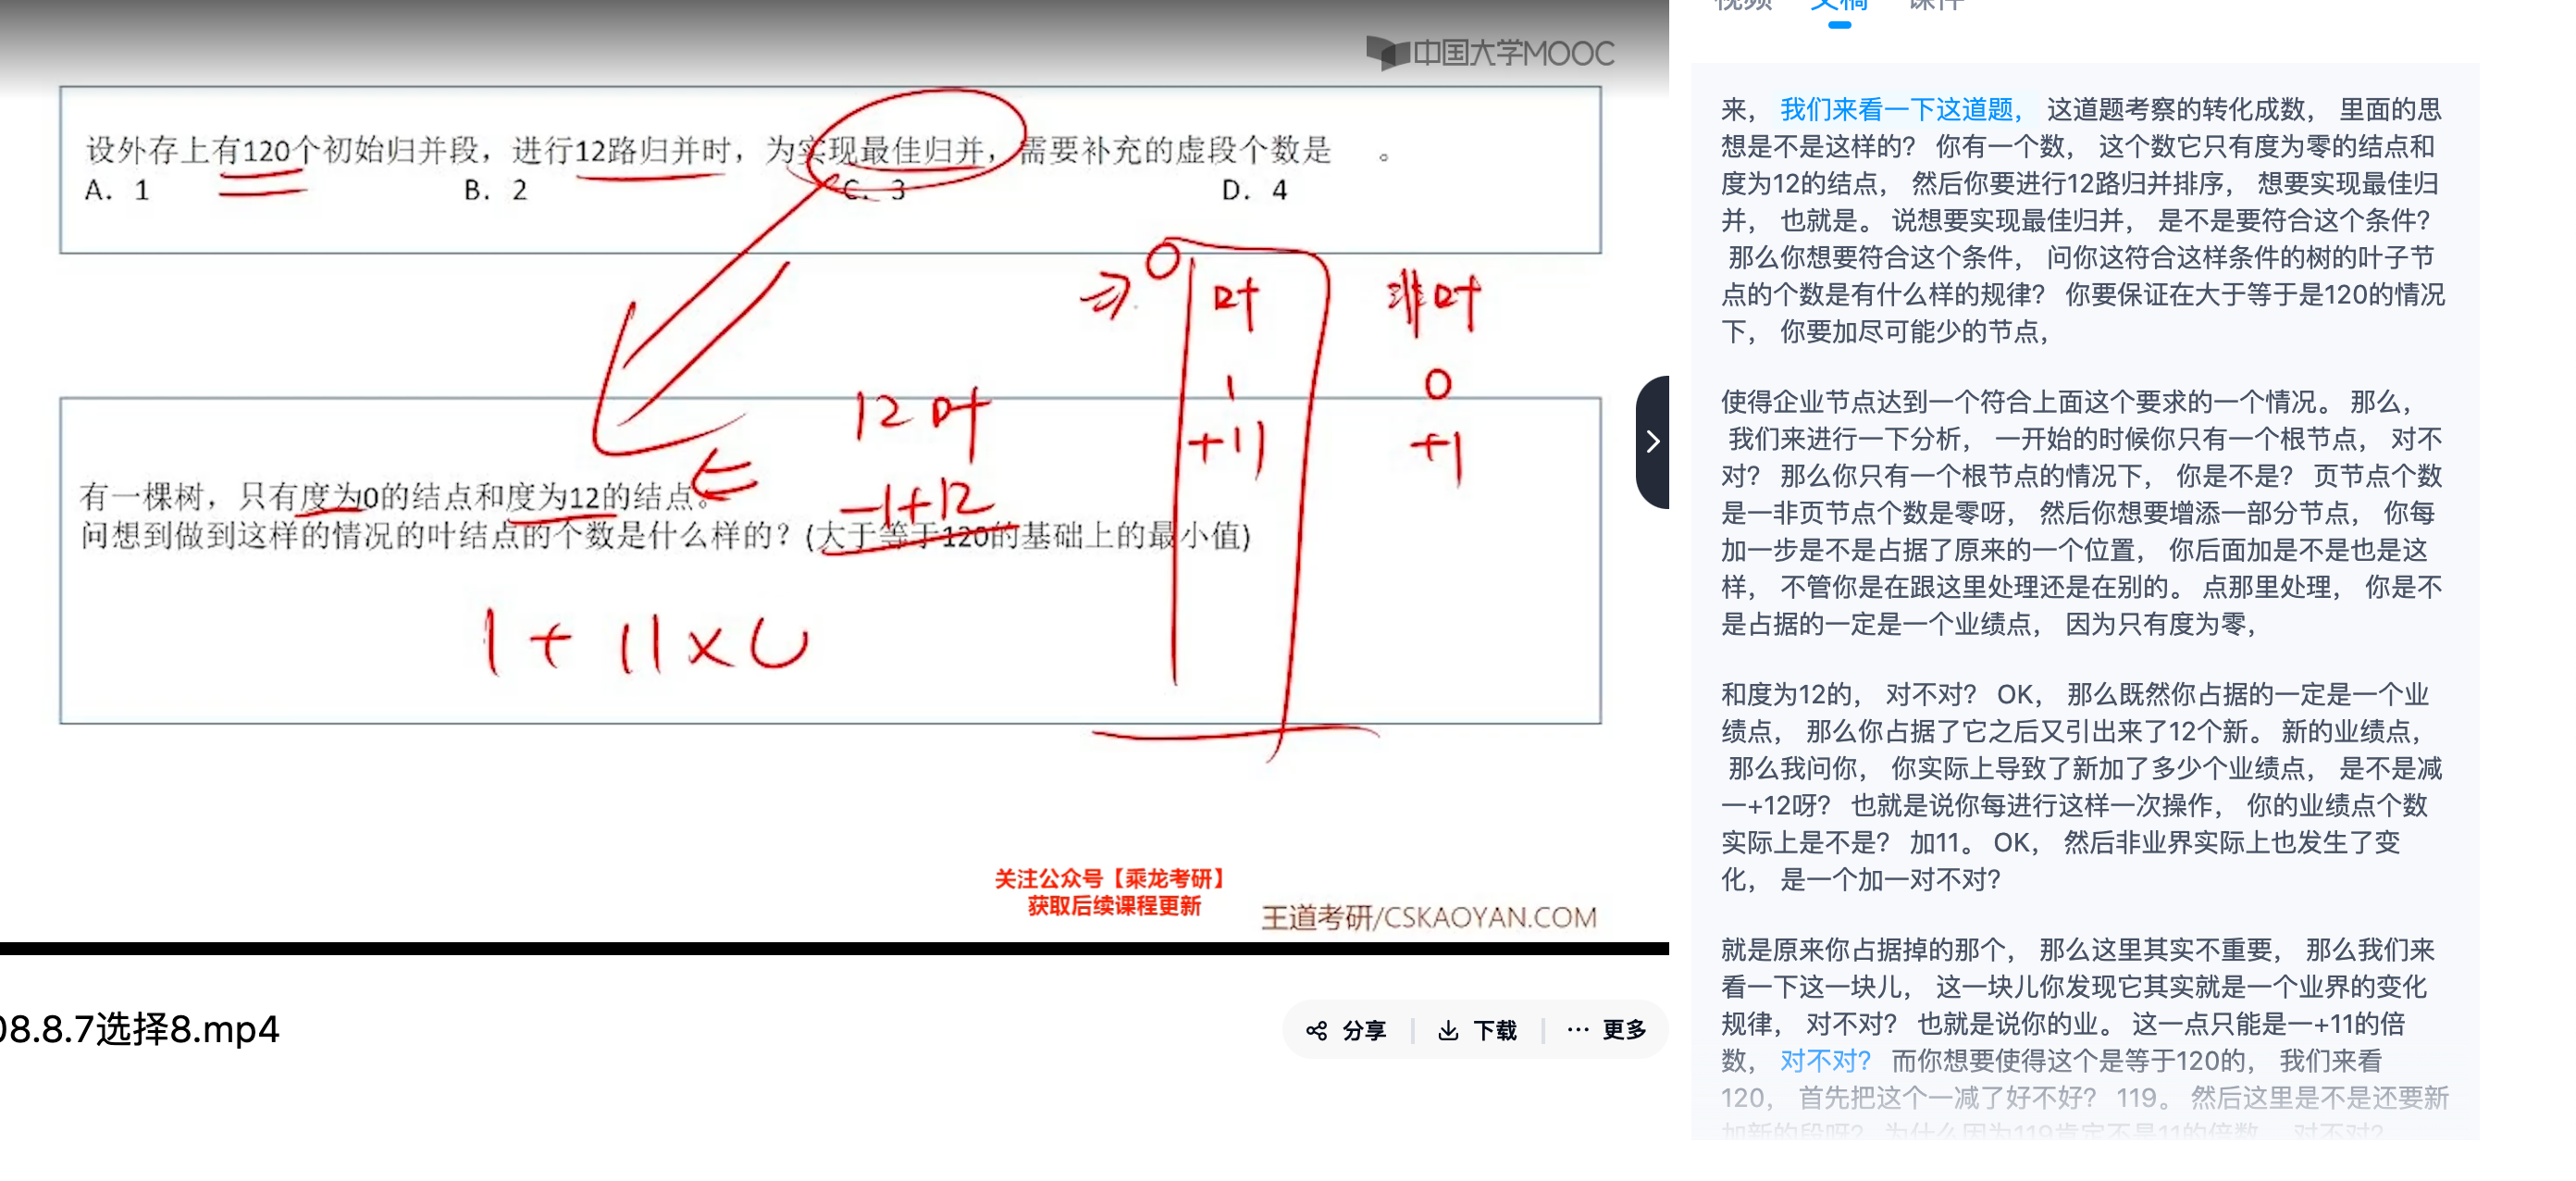 中国大学MOOC
设外存上有120个初始归并段，进行12路归并时，为实现最佳归并，需要补充的虚段个数是 。
A. 1 B. 2 C. 3 D. 4
叶 非叶
1 0
+11 +1
12叶
-1+12
有一棵树，只有度为0的结点和度为12的结点。
问想到做到这样的情况的叶结点的个数是什么样的？(大于等于120的基础上的最小值)
1 + 11×
关注公众号【乘龙考研】
获取后续课程更新
王道考研/CSKAOYAN.COM
08.8.7选择8.mp4
分享 下载 ··· 更多
视频 文稿 课件
来， 我们来看一下这道题， 这道题考察的转化成数， 里面的思
想是不是这样的？ 你有一个数， 这个数它只有度为零的结点和
度为12的结点， 然后你要进行12路归并排序， 想要实现最佳归
并， 也就是。 说想要实现最佳归并， 是不是要符合这个条件？
那么你想要符合这个条件， 问你这符合这样条件的树的叶子节
点的个数是有什么样的规律？ 你要保证在大于等于是120的情况
下， 你要加尽可能少的节点，
使得企业节点达到一个符合上面这个要求的一个情况。 那么，
我们来进行一下分析， 一开始的时候你只有一个根节点， 对不
对？ 那么你只有一个根节点的情况下， 你是不是？ 页节点个数
是一非页节点个数是零呀， 然后你想要增添一部分节点， 你每
加一步是不是占据了原来的一个位置， 你后面加是不是也是这
样， 不管你是在跟这里处理还是在别的。 点那里处理， 你是不
是占据的一定是一个业绩点， 因为只有度为零，
和度为12的， 对不对？ OK， 那么既然你占据的一定是一个业
绩点， 那么你占据了它之后又引出来了12个新。 新的业绩点，
那么我问你， 你实际上导致了新加了多少个业绩点， 是不是减
一+12呀？ 也就是说你每进行这样一次操作， 你的业绩点个数
实际上是不是？ 加11。 OK， 然后非业界实际上也发生了变
化， 是一个加一对不对？
就是原来你占据掉的那个， 那么这里其实不重要， 那么我们来
看一下这一块儿， 这一块儿你发现它其实就是一个业界的变化
规律， 对不对？ 也就是说你的业。 这一点只能是一+11的倍
数， 对不对？ 而你想要使得这个是等于120的， 我们来看
120， 首先把这个一减了好不好？ 119。 然后这里是不是还要新
加新的段呀？ 为什么因为119肯定不是11的倍数， 对不对？